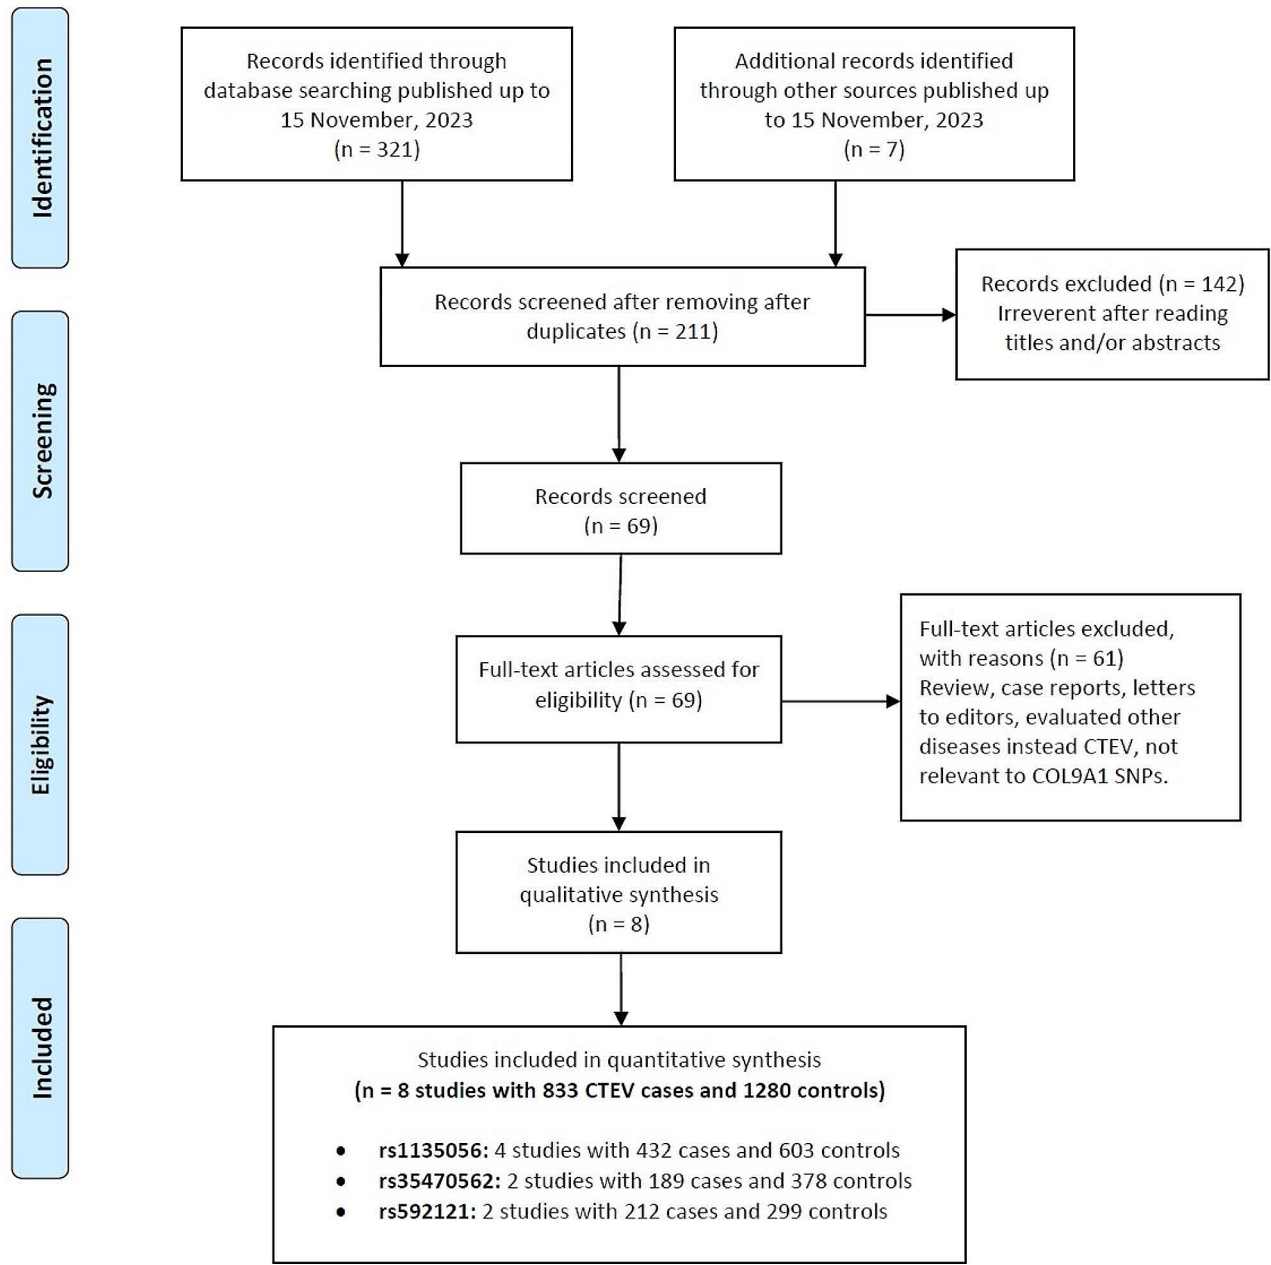 Identification
Records identified through
database searching published up to
15 November, 2023
(n = 321)
Additional records identified
through other sources published up
to 15 November, 2023
(n = 7)
Records screened after removing after
duplicates (n = 211)
Records excluded (n = 142)
Irreverent after reading
titles and/or abstracts
Screening
Records screened
(n = 69)
Eligibility
Full-text articles assessed for
eligibility (n = 69)
Full-text articles excluded,
with reasons (n = 61)
Review, case reports, letters
to editors, evaluated other
diseases instead CTEV, not
relevant to COL9A1 SNPs.
Studies included in
qualitative synthesis
(n = 8)
Included
Studies included in quantitative synthesis
(n = 8 studies with 833 CTEV cases and 1280 controls)
• rs1135056: 4 studies with 432 cases and 603 controls
• rs35470562: 2 studies with 189 cases and 378 controls
• rs592121: 2 studies with 212 cases and 299 controls